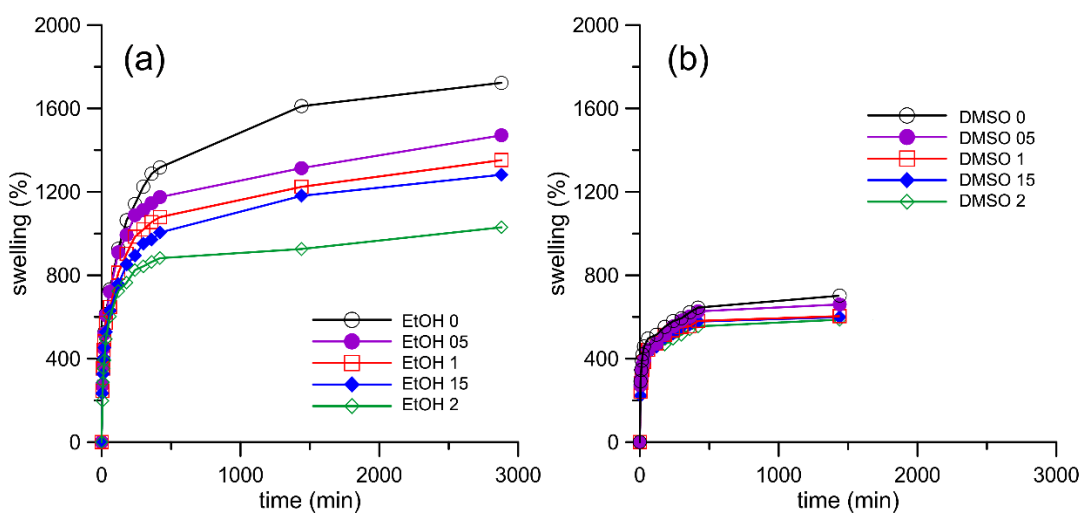 (a)
swelling (%)
2000
1600
1200
800
400
0
0
1000
2000
3000
time (min)
EtOH 0
EtOH 05
EtOH 1
EtOH 15
EtOH 2
(b)
swelling (%)
2000
1600
1200
800
400
0
0
1000
2000
3000
time (min)
DMSO 0
DMSO 05
DMSO 1
DMSO 15
DMSO 2